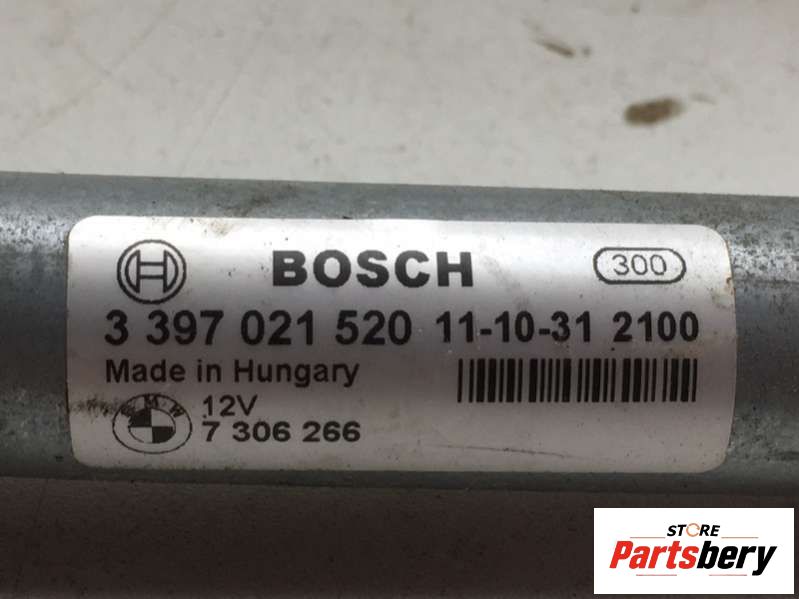 BOSCH 300
3 397 021 520 11-10-31 2100
Made in Hungary
BMW 12V
7 306 266
STORE
Partsbery